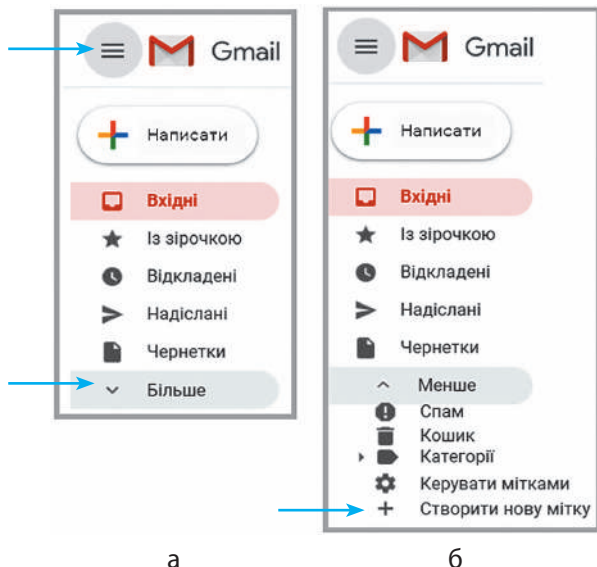 Gmail
Написати
Вхідні
Із зірочкою
Відкладені
Надіслані
Чернетки
Більше
а
Gmail
Написати
Вхідні
Із зірочкою
Відкладені
Надіслані
Чернетки
Менше
Спам
Кошик
Категорії
Керувати мітками
Створити нову мітку
б